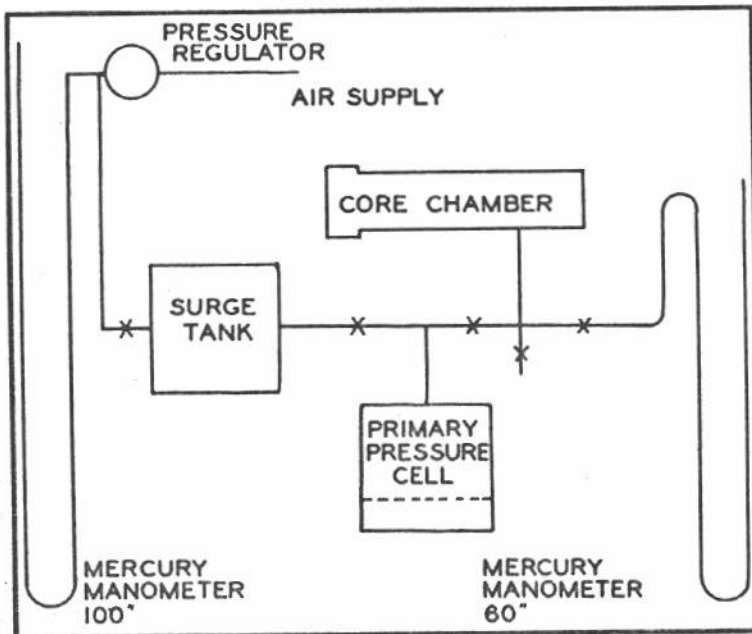 PRESSURE
REGULATOR
AIR SUPPLY
CORE CHAMBER
SURGE
TANK
PRIMARY
PRESSURE
CELL
MERCURY
MANOMETER
100"
MERCURY
MANOMETER
60"